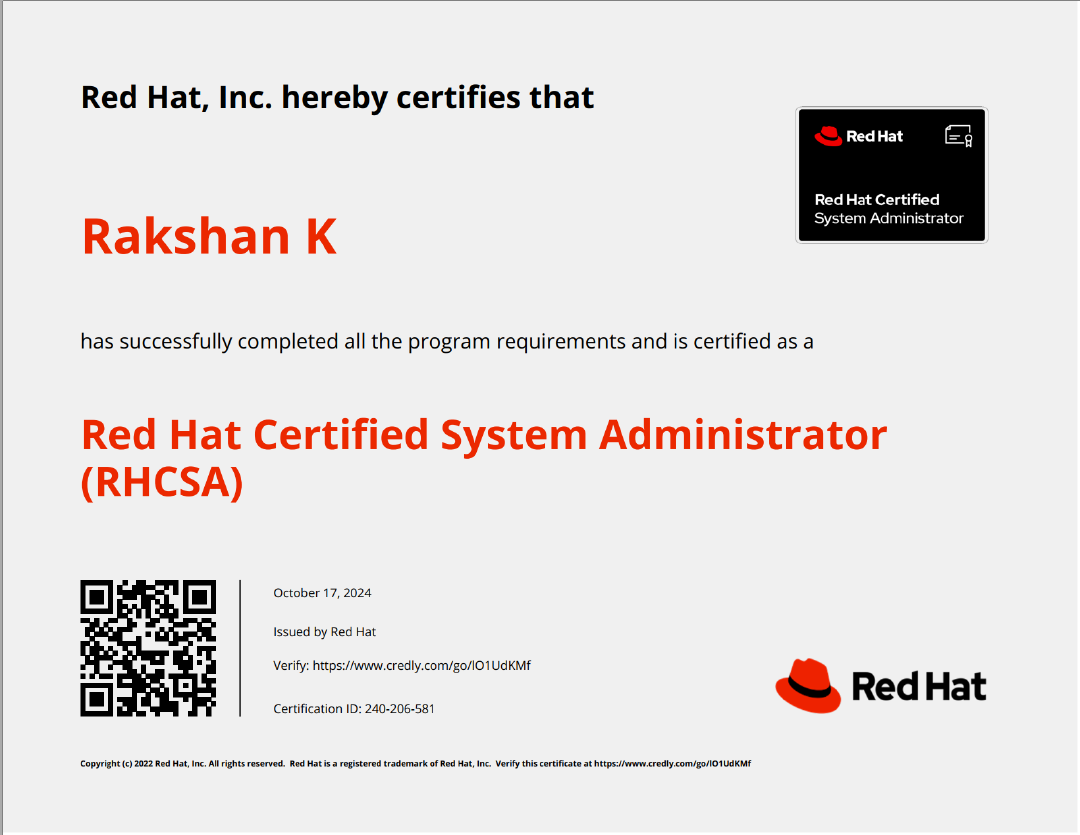 Red Hat, Inc. hereby certifies that
Red Hat
Red Hat Certified
System Administrator
Rakshan K
has successfully completed all the program requirements and is certified as a
Red Hat Certified System Administrator
(RHCSA)
October 17, 2024
Issued by Red Hat
Verify: https://www.credly.com/go/lO1UdKMf
Certification ID: 240-206-581
Red Hat
Copyright (c) 2022 Red Hat, Inc. All rights reserved.  Red Hat is a registered trademark of Red Hat, Inc.  Verify this certificate at https://www.credly.com/go/lO1UdKMf